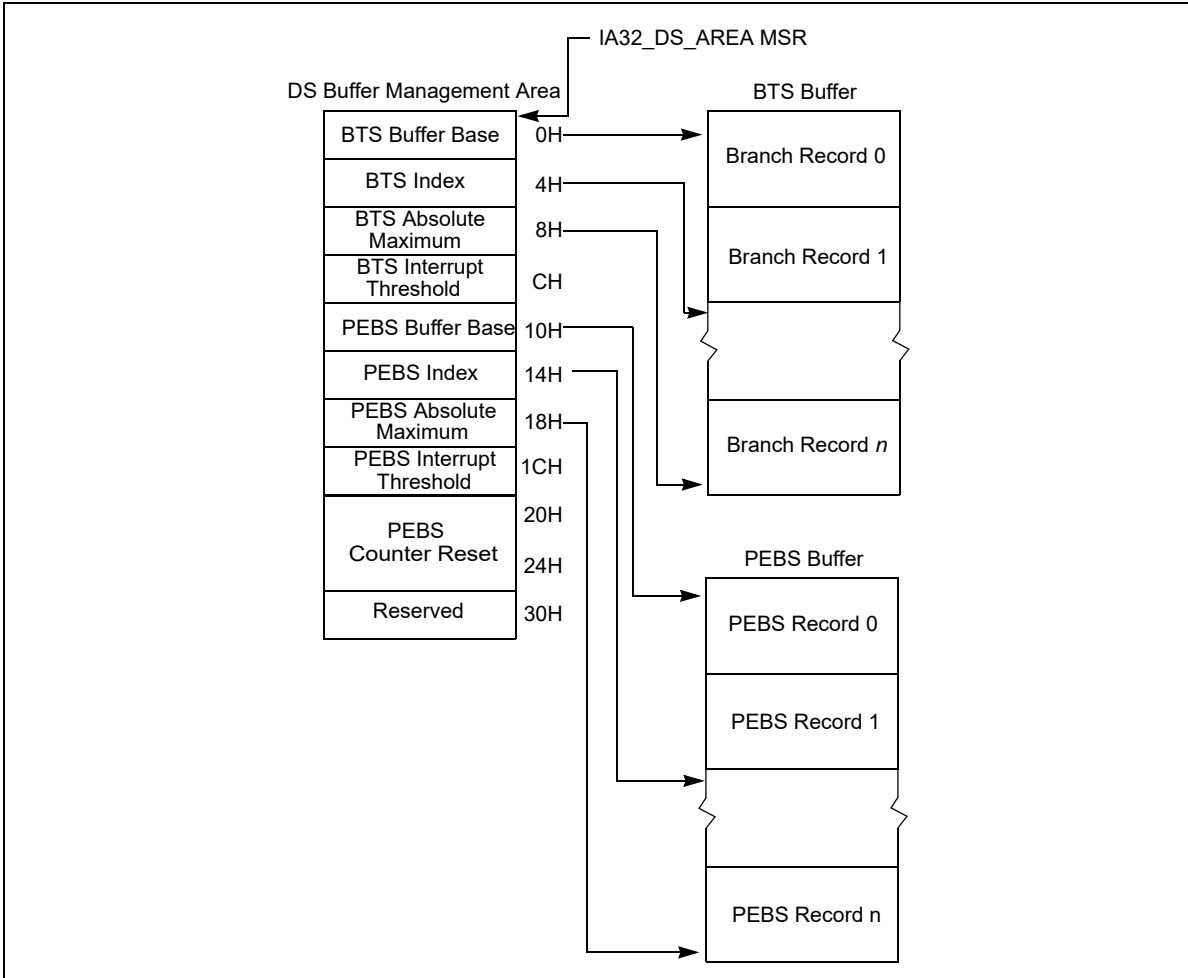 IA32_DS_AREA MSR
DS Buffer Management Area
BTS Buffer Base 0H
BTS Index 4H
BTS Absolute
Maximum 8H
BTS Interrupt
Threshold CH
PEBS Buffer Base 10H
PEBS Index 14H
PEBS Absolute
Maximum 18H
PEBS Interrupt
Threshold 1CH
20H
PEBS
Counter Reset
24H
Reserved 30H
BTS Buffer
Branch Record 0
Branch Record 1
Branch Record n
PEBS Buffer
PEBS Record 0
PEBS Record 1
PEBS Record n